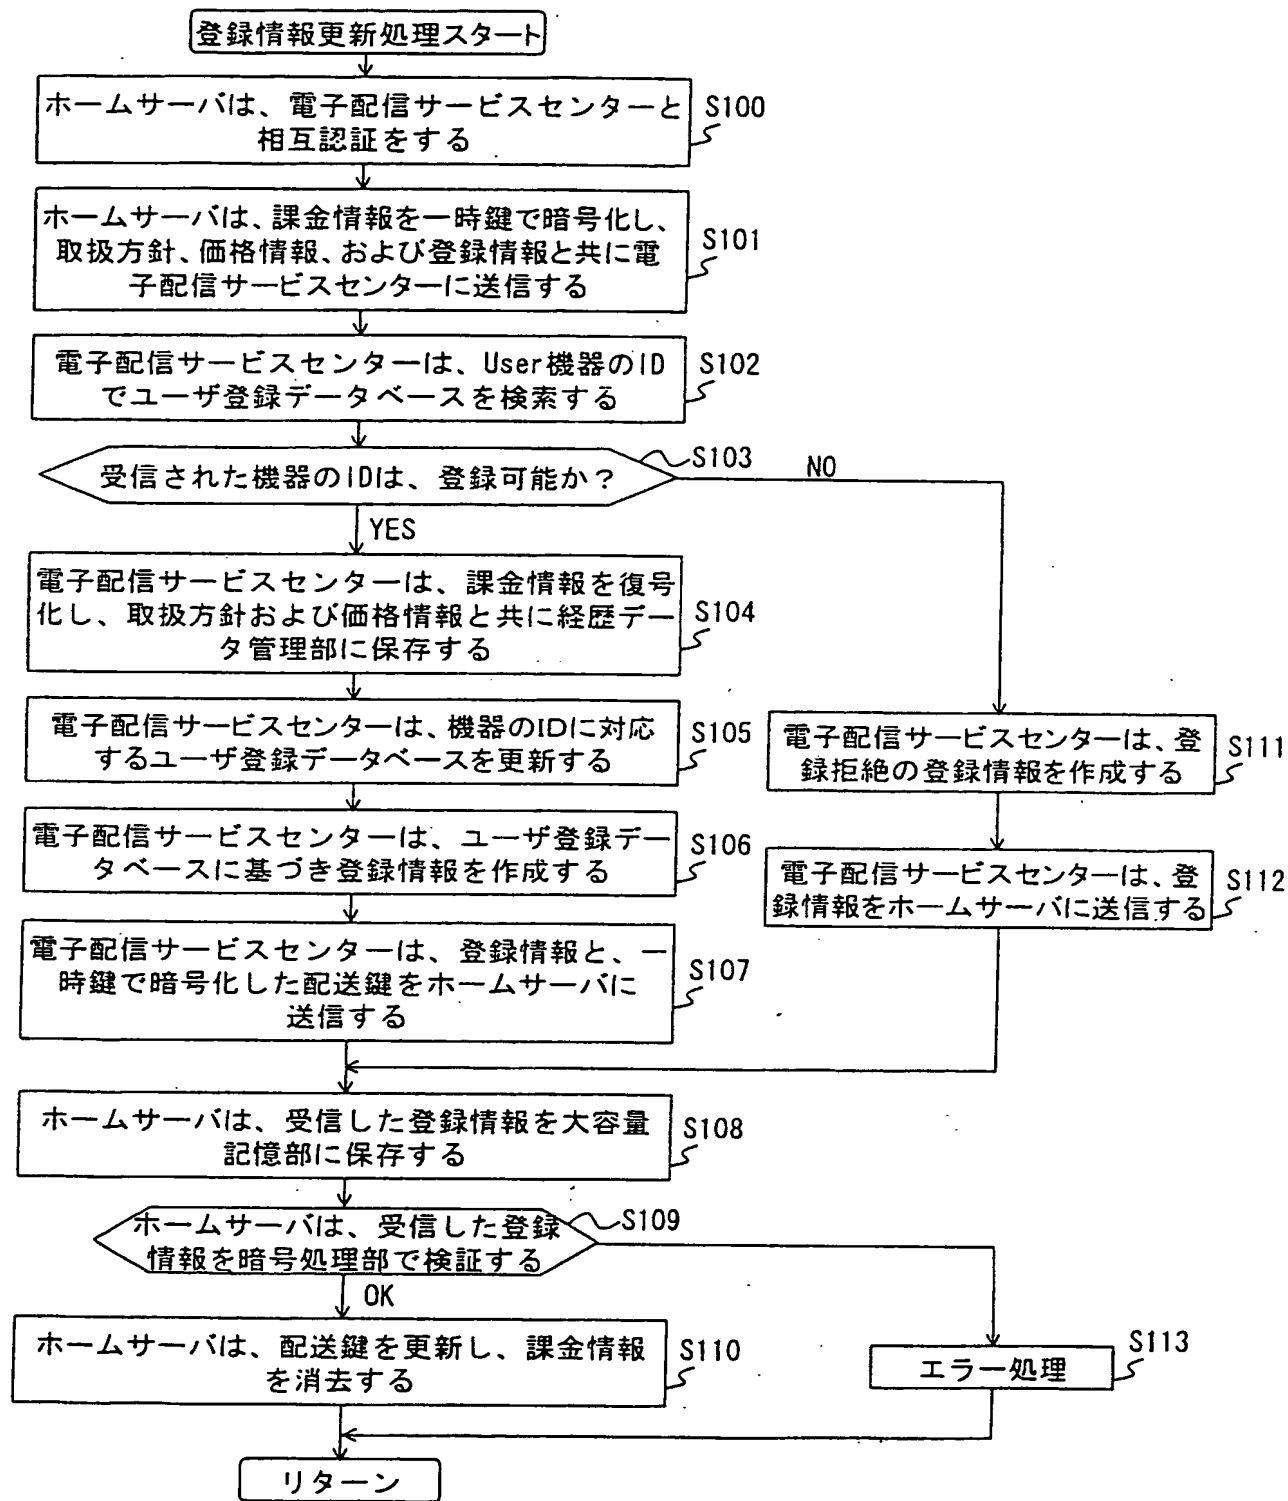 登録情報更新処理スタート
ホームサーバは、電子配信サービスセンターと
相互認証をする
S100
ホームサーバは、課金情報を一時鍵で暗号化し、
取扱方針、価格情報、および登録情報と共に電
子配信サービスセンターに送信する
S101
電子配信サービスセンターは、User機器のID
でユーザ登録データベースを検索する
S102
受信された機器のIDは、登録可能か?
S103
NO
YES
電子配信サービスセンターは、課金情報を復号
化し、取扱方針および価格情報と共に経歴デー
タ管理部に保存する
S104
電子配信サービスセンターは、機器のIDに対応
するユーザ登録データベースを更新する
S105
電子配信サービスセンターは、登
録拒絶の登録情報を作成する
S111
電子配信サービスセンターは、ユーザ登録デー
タベースに基づき登録情報を作成する
S106
電子配信サービスセンターは、登
録情報をホームサーバに送信する
S112
電子配信サービスセンターは、登録情報と、一
時鍵で暗号化した配送鍵をホームサーバに
送信する
S107
ホームサーバは、受信した登録情報を大容量
記憶部に保存する
S108
ホームサーバは、受信した登録
情報を暗号処理部で検証する
S109
OK
ホームサーバは、配送鍵を更新し、課金情報
を消去する
S110
エラー処理
S113
リターン